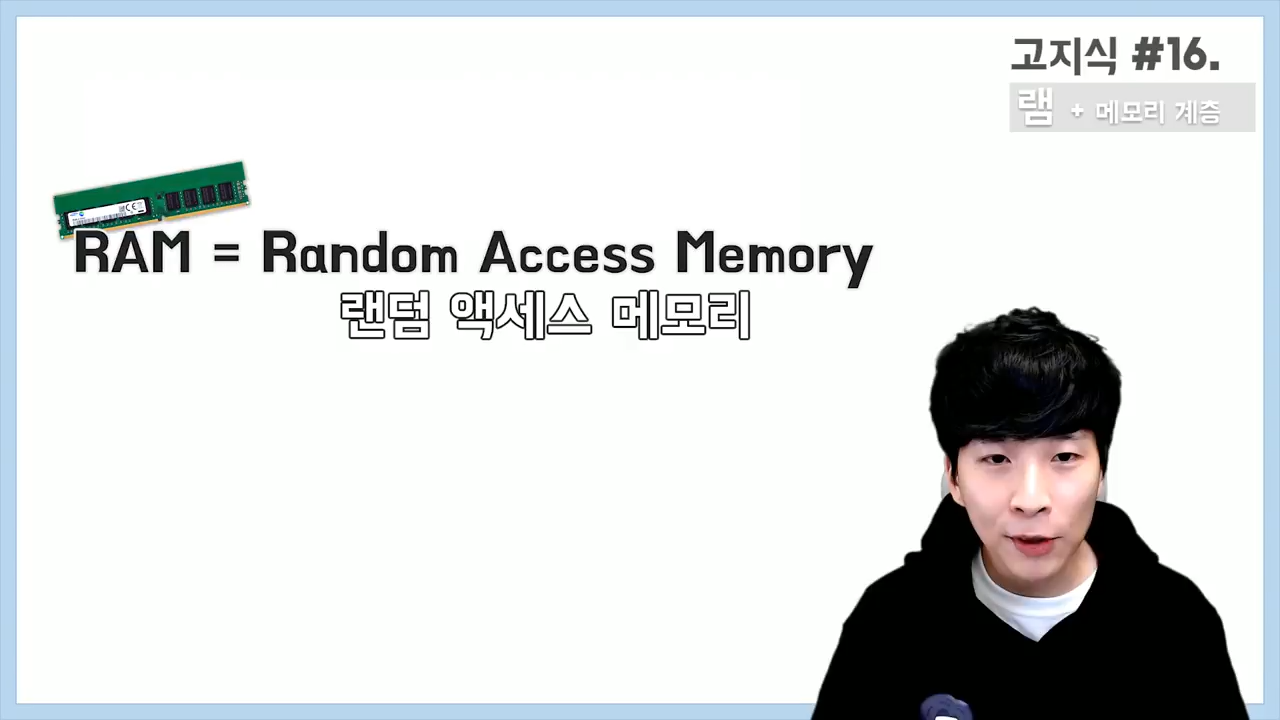 고지식 #16.
램 + 메모리 계층
RAM = Random Access Memory
랜덤 액세스 메모리